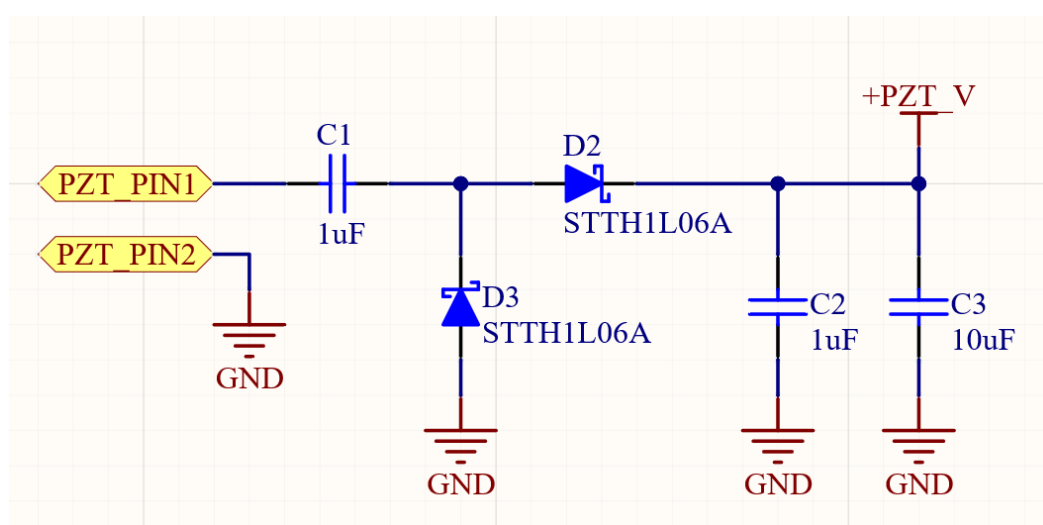 +PZT_V
C1
D2
PZT_PIN1
STTH1L06A
1uF
PZT_PIN2
D3
C2
C3
STTH1L06A
1uF
10uF
GND
GND
GND
GND